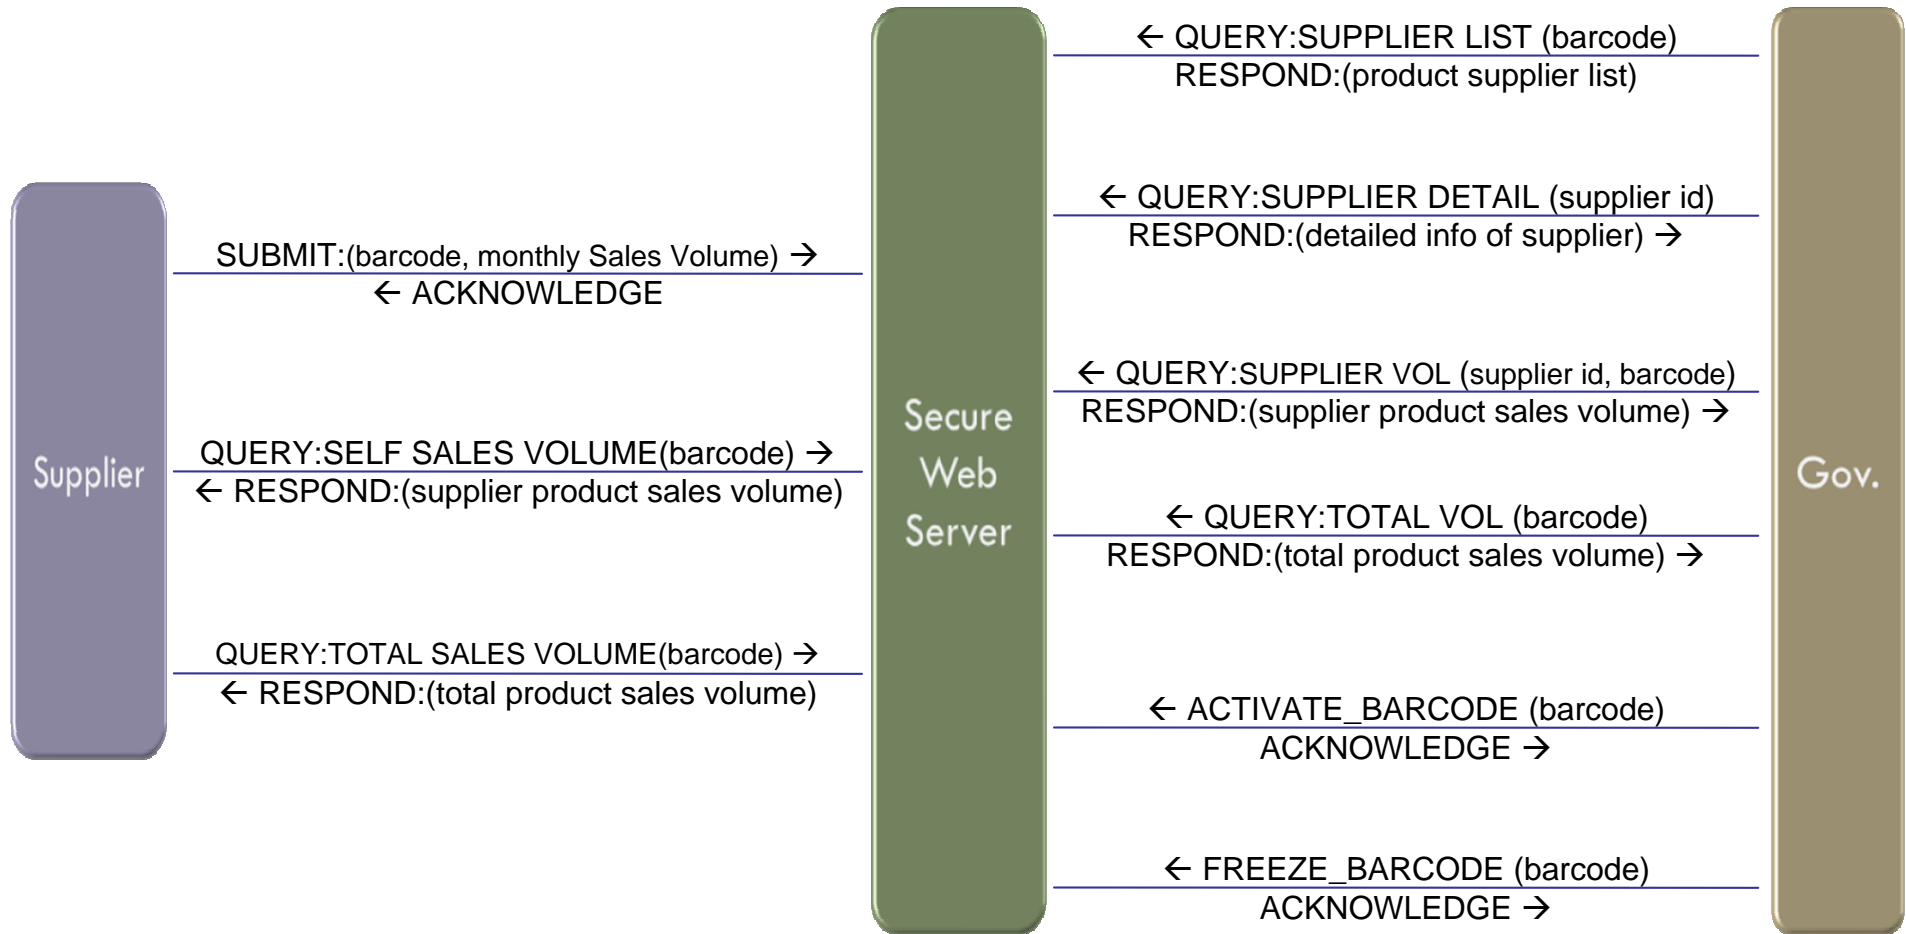 Supplier
SUBMIT:(barcode, monthly Sales Volume) →
← ACKNOWLEDGE
QUERY:SELF SALES VOLUME(barcode) →
← RESPOND:(supplier product sales volume)
QUERY:TOTAL SALES VOLUME(barcode) →
← RESPOND:(total product sales volume)
Secure
Web
Server
← QUERY:SUPPLIER LIST (barcode)
RESPOND:(product supplier list)
← QUERY:SUPPLIER DETAIL (supplier id)
RESPOND:(detailed info of supplier) →
← QUERY:SUPPLIER VOL (supplier id, barcode)
RESPOND:(supplier product sales volume) →
← QUERY:TOTAL VOL (barcode)
RESPOND:(total product sales volume) →
← ACTIVATE_BARCODE (barcode)
ACKNOWLEDGE →
← FREEZE_BARCODE (barcode)
ACKNOWLEDGE →
Gov.